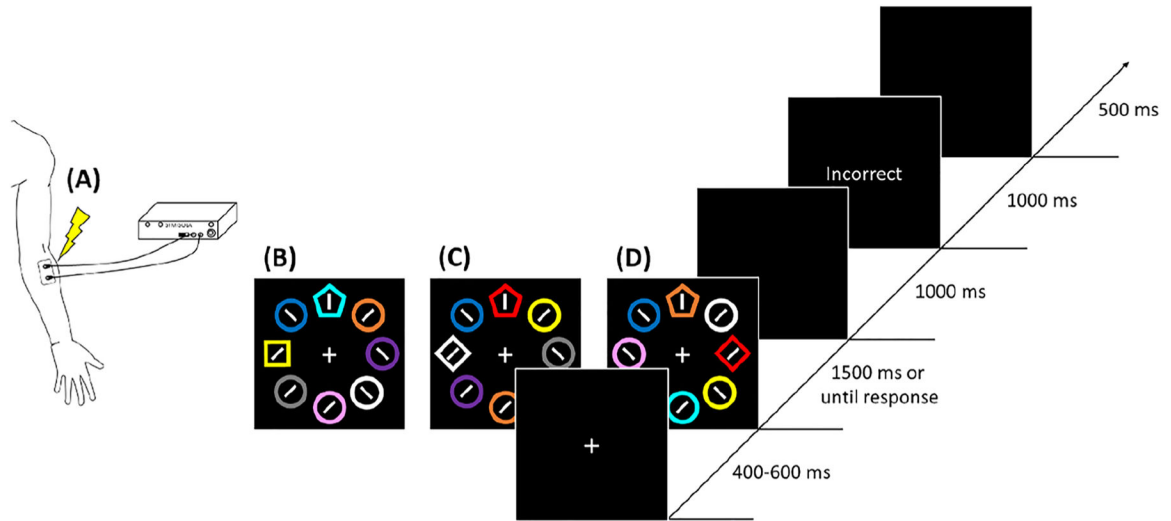 (A)
(B)
(C)
(D)
Incorrect
500 ms
1000 ms
1000 ms
1500 ms or
until response
400-600 ms